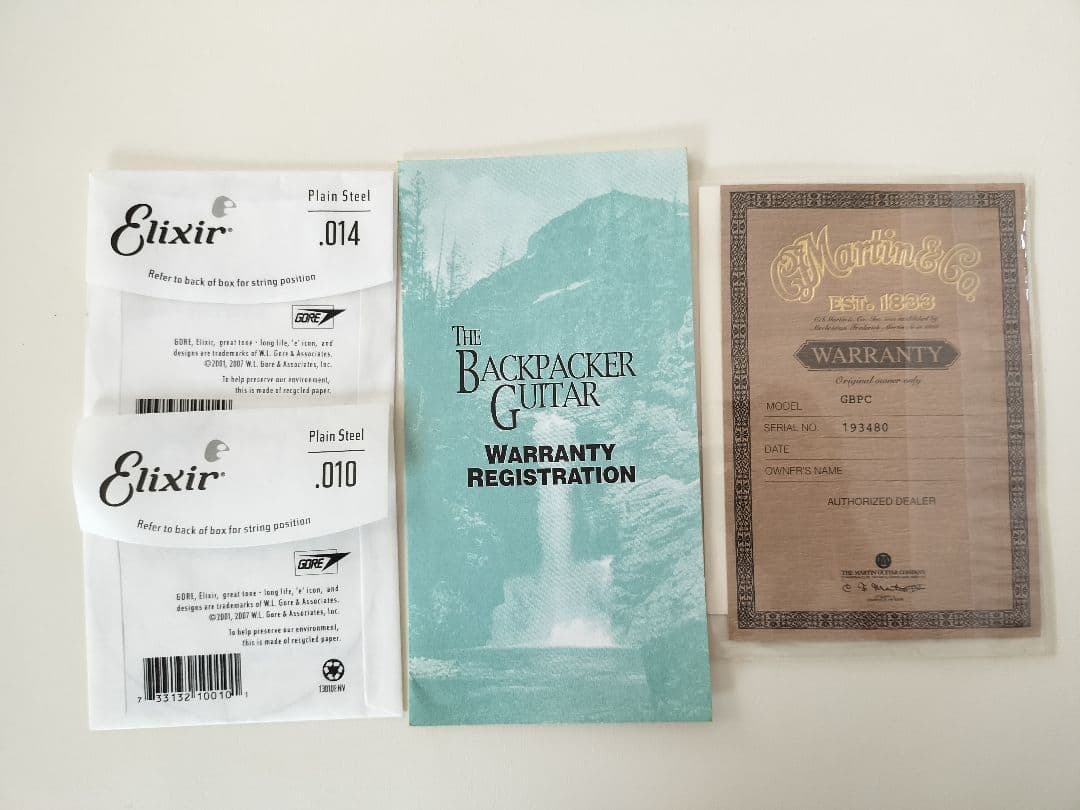 Elixir
Plain Steel
.014
Refer to back of box for string position
GORE
GORE, Elixir, great tone - long life, 'e' icon, and
designs are trademarks of W.L. Gore & Associates.
©2001, 2007 W.L. Gore & Associates, Inc.
To help preserve our environment,
this is made of recycled paper.
Elixir
Plain Steel
.010
Refer to back of box for string position
GORE
GORE, Elixir, great tone - long life, 'e' icon, and
designs are trademarks of W.L. Gore & Associates.
©2001, 2007 W.L. Gore & Associates, Inc.
To help preserve our environment,
this is made of recycled paper.
7 33132 10010 1
13010ENV
THE
BACKPACKER
GUITAR
WARRANTY
REGISTRATION
C.F. Martin & Co.
EST. 1833
WARRANTY
Original owner only
MODEL GBPC
SERIAL NO. 193480
DATE
OWNER'S NAME
AUTHORIZED DEALER
THE MARTIN GUITAR COMPANY